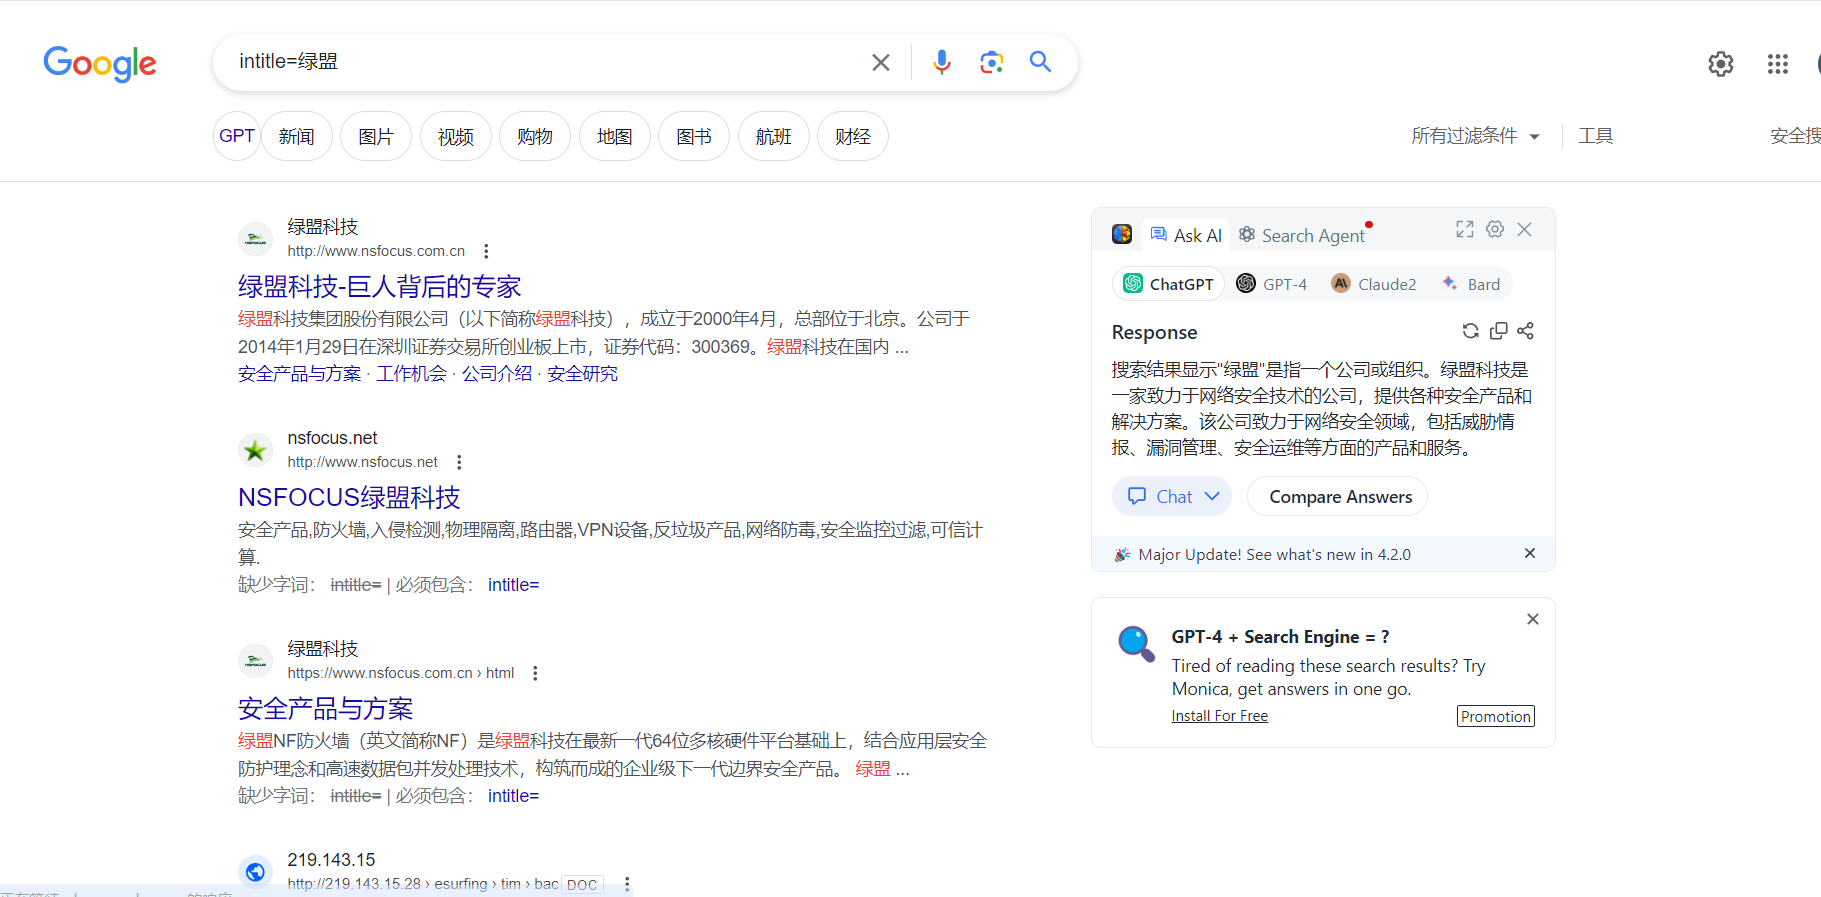 Google
intitle=绿盟
GPT 新闻 图片 视频 购物 地图 图书 航班 财经
所有过滤条件 工具 安全搜
绿盟科技
http://www.nsfocus.com.cn
绿盟科技-巨人背后的专家
绿盟科技集团股份有限公司（以下简称绿盟科技），成立于2000年4月，总部位于北京。公司于
2014年1月29日在深圳证券交易所创业板上市，证券代码：300369。绿盟科技在国内 ...
安全产品与方案 · 工作机会 · 公司介绍 · 安全研究
nsfocus.net
http://www.nsfocus.net
NSFOCUS绿盟科技
安全产品,防火墙,入侵检测,物理隔离,路由器,VPN设备,反垃圾产品,网络防毒,安全监控过滤,可信计
算.
缺少字词： intitle= | 必须包含： intitle=
绿盟科技
https://www.nsfocus.com.cn › html
安全产品与方案
绿盟NF防火墙（英文简称NF）是绿盟科技在最新一代64位多核硬件平台基础上，结合应用层安全
防护理念和高速数据包并发处理技术，构筑而成的企业级下一代边界安全产品。 绿盟 ...
缺少字词： intitle= | 必须包含： intitle=
219.143.15
http://219.143.15.28 › esurfing › tim › bac DOC
Ask AI Search Agent
ChatGPT GPT-4 Claude2 Bard
Response
搜索结果显示"绿盟"是指一个公司或组织。绿盟科技是
一家致力于网络安全技术的公司，提供各种安全产品和
解决方案。该公司致力于网络安全领域，包括威胁情
报、漏洞管理、安全运维等方面的产品和服务。
Chat Compare Answers
Major Update! See what's new in 4.2.0
GPT-4 + Search Engine = ?
Tired of reading these search results? Try
Monica, get answers in one go.
Install For Free Promotion